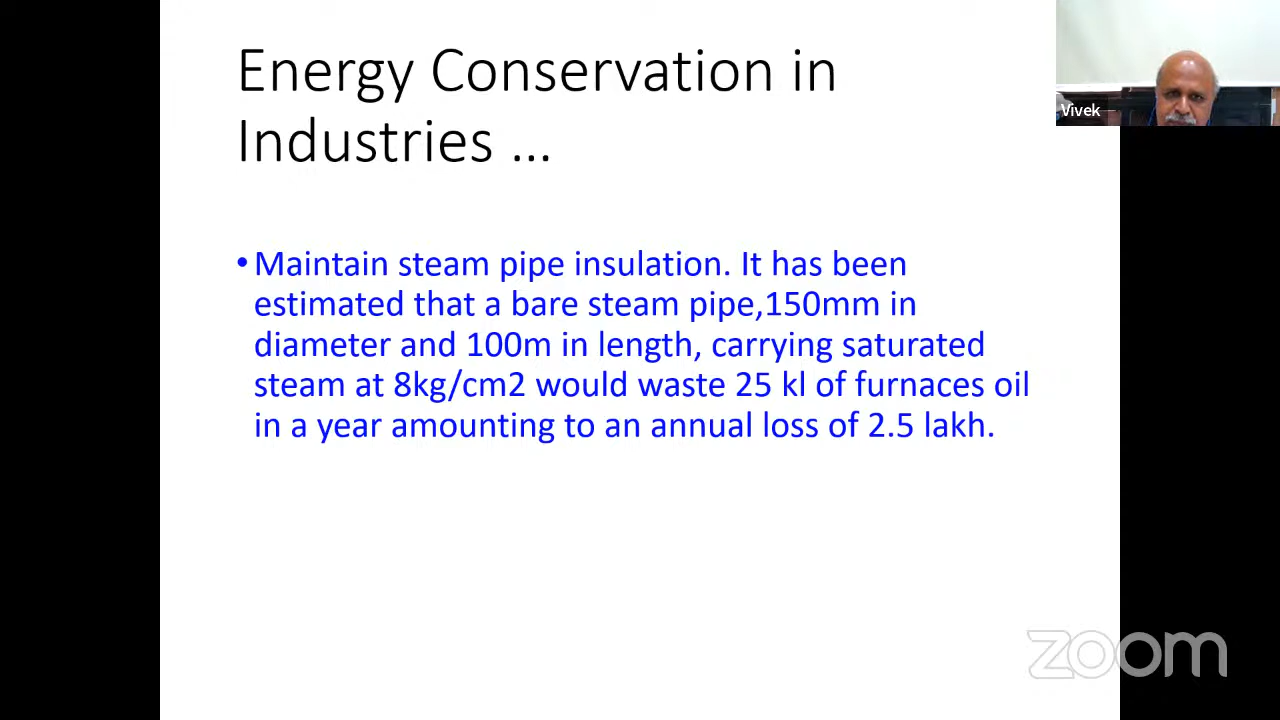 Energy Conservation in
Industries ...
Vivek
• Maintain steam pipe insulation. It has been
estimated that a bare steam pipe,150mm in
diameter and 100m in length, carrying saturated
steam at 8kg/cm2 would waste 25 kl of furnaces oil
in a year amounting to an annual loss of 2.5 lakh.
zoom